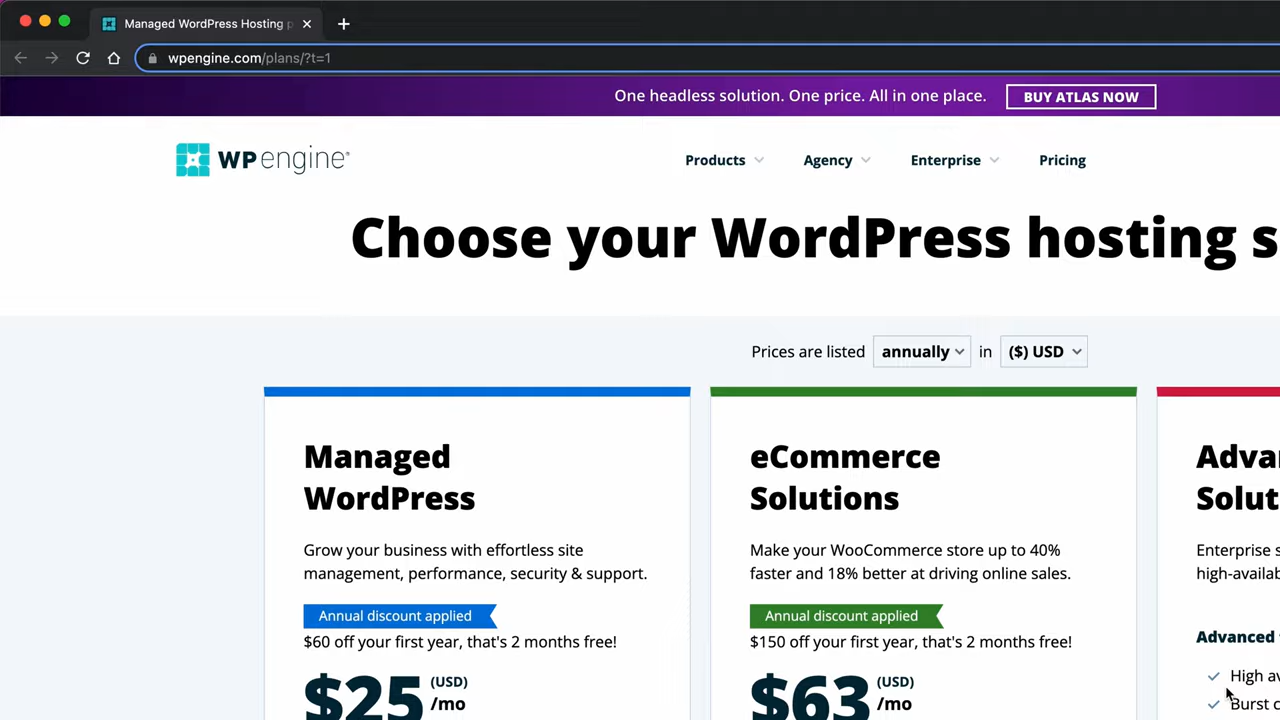 Managed WordPress Hosting p
wpengine.com/plans/?t=1
One headless solution. One price. All in one place. BUY ATLAS NOW
WP engine®
Products Agency Enterprise Pricing
Choose your WordPress hosting s
Prices are listed annually in ($) USD
Managed
WordPress
Grow your business with effortless site
management, performance, security & support.
Annual discount applied
$60 off your first year, that's 2 months free!
$25 (USD)
/mo
eCommerce
Solutions
Make your WooCommerce store up to 40%
faster and 18% better at driving online sales.
Annual discount applied
$150 off your first year, that's 2 months free!
$63 (USD)
/mo
Adva
Solut
Enterprise s
high-availab
Advanced
High av
Burst